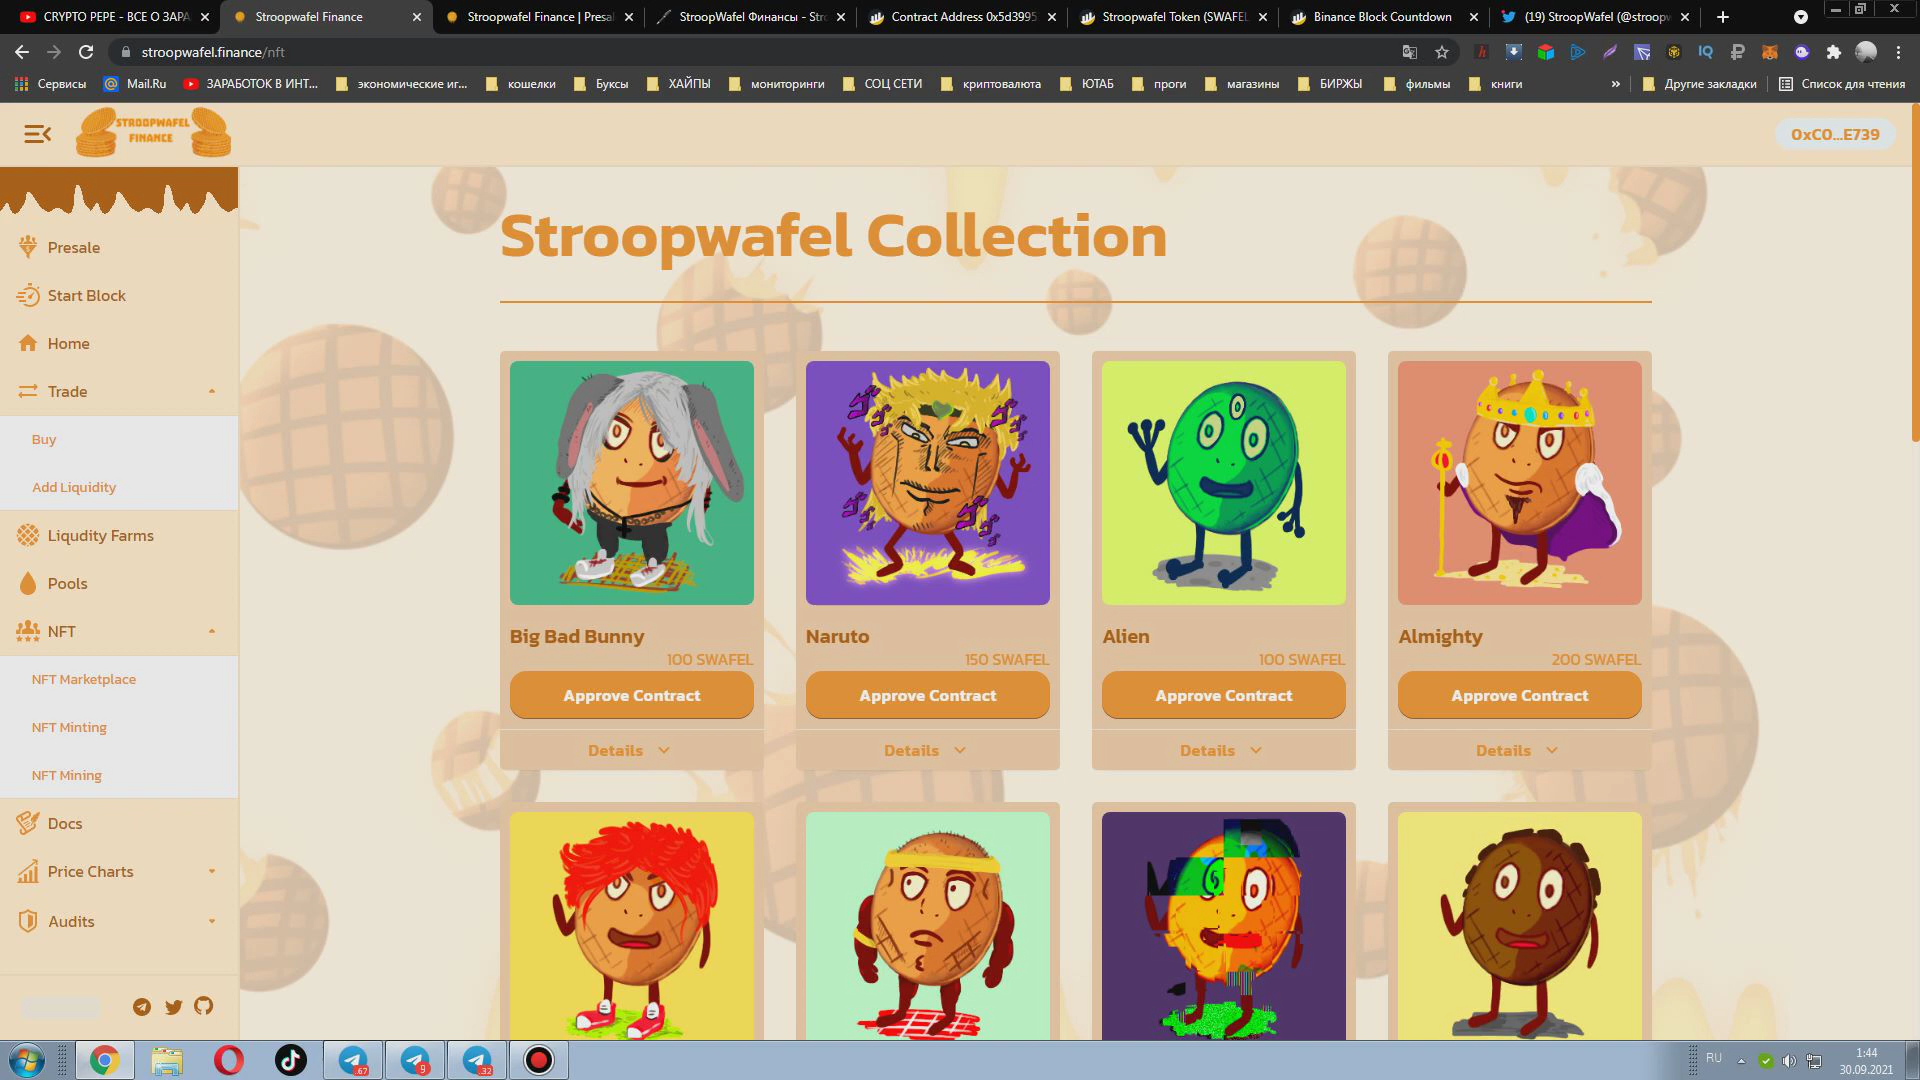 CRYPTO PEPE - ВСЕ О ЗАРА
Stroopwafel Finance
Stroopwafel Finance | Presal
StroopWafel Финансы - Str
Contract Address 0x5d3995
Stroopwafel Token (SWAFEL
Binance Block Countdown
(19) StroopWafel (@stroopw
stroopwafel.finance/nft
Сервисы
Mail.Ru
ЗАРАБОТОК В ИНТ...
экономические иг...
кошелки
Буксы
ХАЙПЫ
мониторинги
СОЦ СЕТИ
криптовалюта
ЮТАБ
проги
магазины
БИРЖЫ
фильмы
книги
»
Другие закладки
Список для чтения
STROOPWAFEL
FINANCE
0xC0...E739
Presale
Start Block
Home
Trade
Buy
Add Liquidity
Liqudity Farms
Pools
NFT
NFT Marketplace
NFT Minting
NFT Mining
Docs
Price Charts
Audits
Stroopwafel Collection
Big Bad Bunny
100 SWAFEL
Approve Contract
Details
Naruto
150 SWAFEL
Approve Contract
Details
Alien
100 SWAFEL
Approve Contract
Details
Almighty
200 SWAFEL
Approve Contract
Details
67
9
32
RU
1:44
30.09.2021